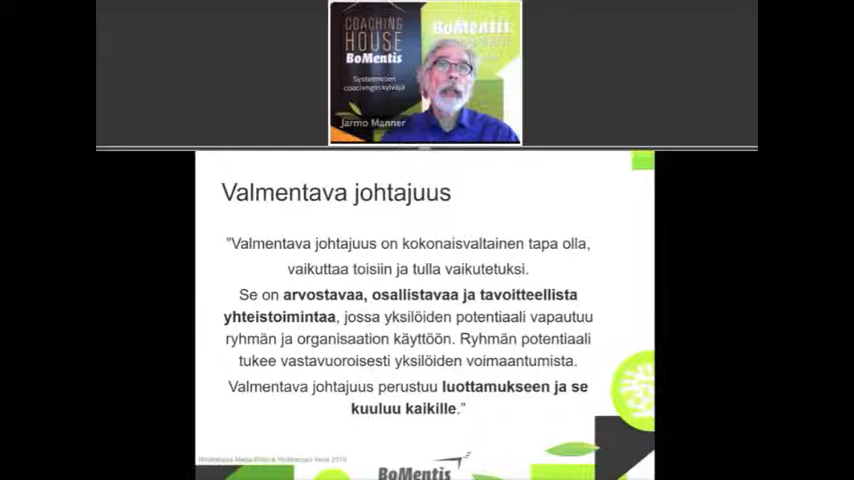 COACHING
HOUSE
BoMentis
Systeemisen
coachingin kylväjä
BoMentis
Jarmo Manner
Valmentava johtajuus
”Valmentava johtajuus on kokonaisvaltainen tapa olla,
vaikuttaa toisiin ja tulla vaikutetuksi.
Se on arvostavaa, osallistavaa ja tavoitteellista
yhteistoimintaa, jossa yksilöiden potentiaali vapautuu
ryhmän ja organisaation käyttöön. Ryhmän potentiaali
tukee vastavuoroisesti yksilöiden voimaantumista.
Valmentava johtajuus perustuu luottamukseen ja se
kuuluu kaikille.”
BoMentis